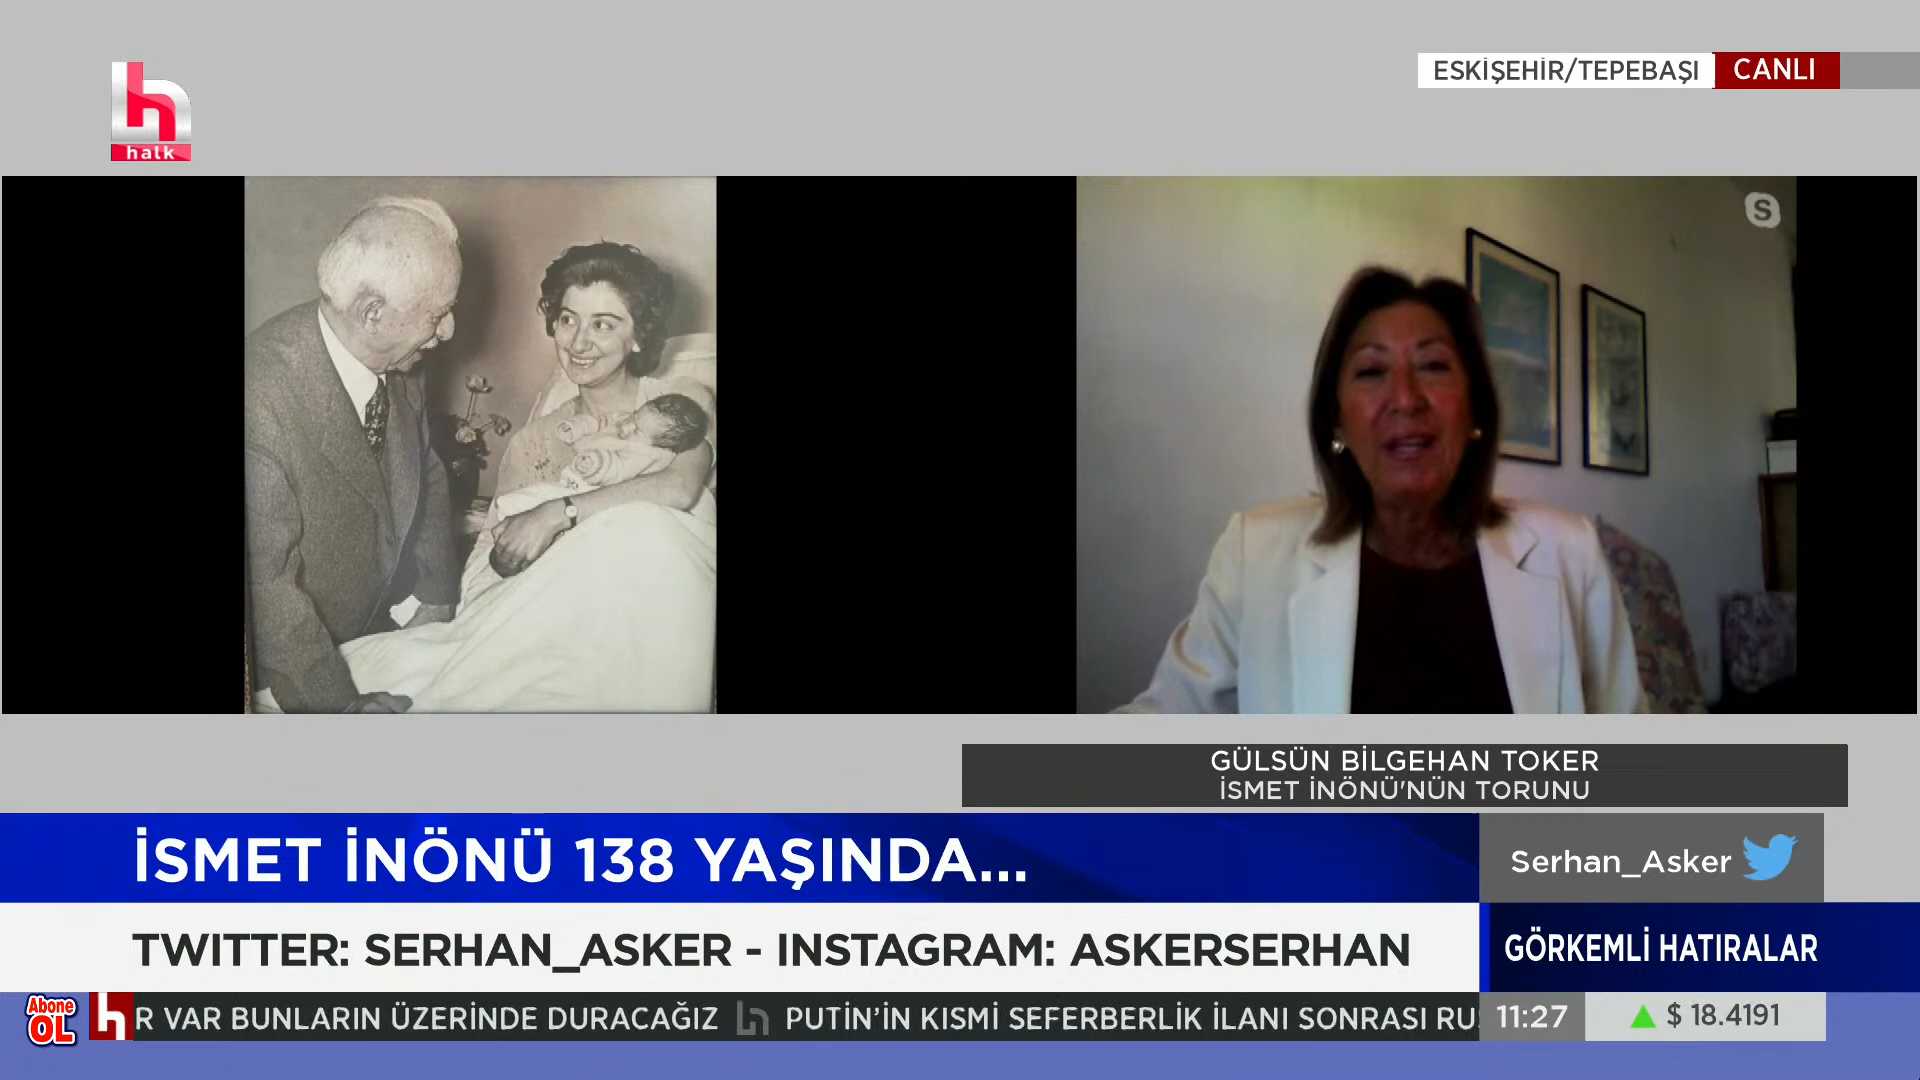 halk
ESKİŞEHİR/TEPEBAŞI CANLI
S
GÜLSÜN BİLGEHAN TOKER
İSMET İNÖNÜ'NÜN TORUNU
İSMET İNÖNÜ 138 YAŞINDA...
Serhan_Asker
TWITTER: SERHAN_ASKER - INSTAGRAM: ASKERSERHAN
GÖRKEMLİ HATIRALAR
Abone
OL
R VAR BUNLARIN ÜZERİNDE DURACAĞIZ PUTİN'İN KISMİ SEFERBERLİK İLANI SONRASI RU
11:27
$ 18.4191